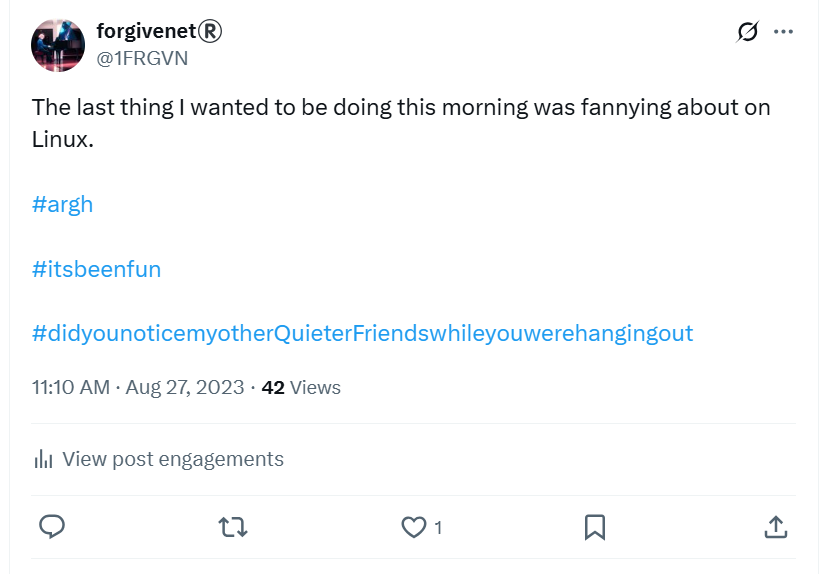 forgivenet®
@1FRGVN
The last thing I wanted to be doing this morning was fannying about on
Linux.
#argh
#itsbeenfun
#didyounoticemyotherQuieterFriendswhileyouwerehangingout
11:10 AM · Aug 27, 2023 · 42 Views
View post engagements
1